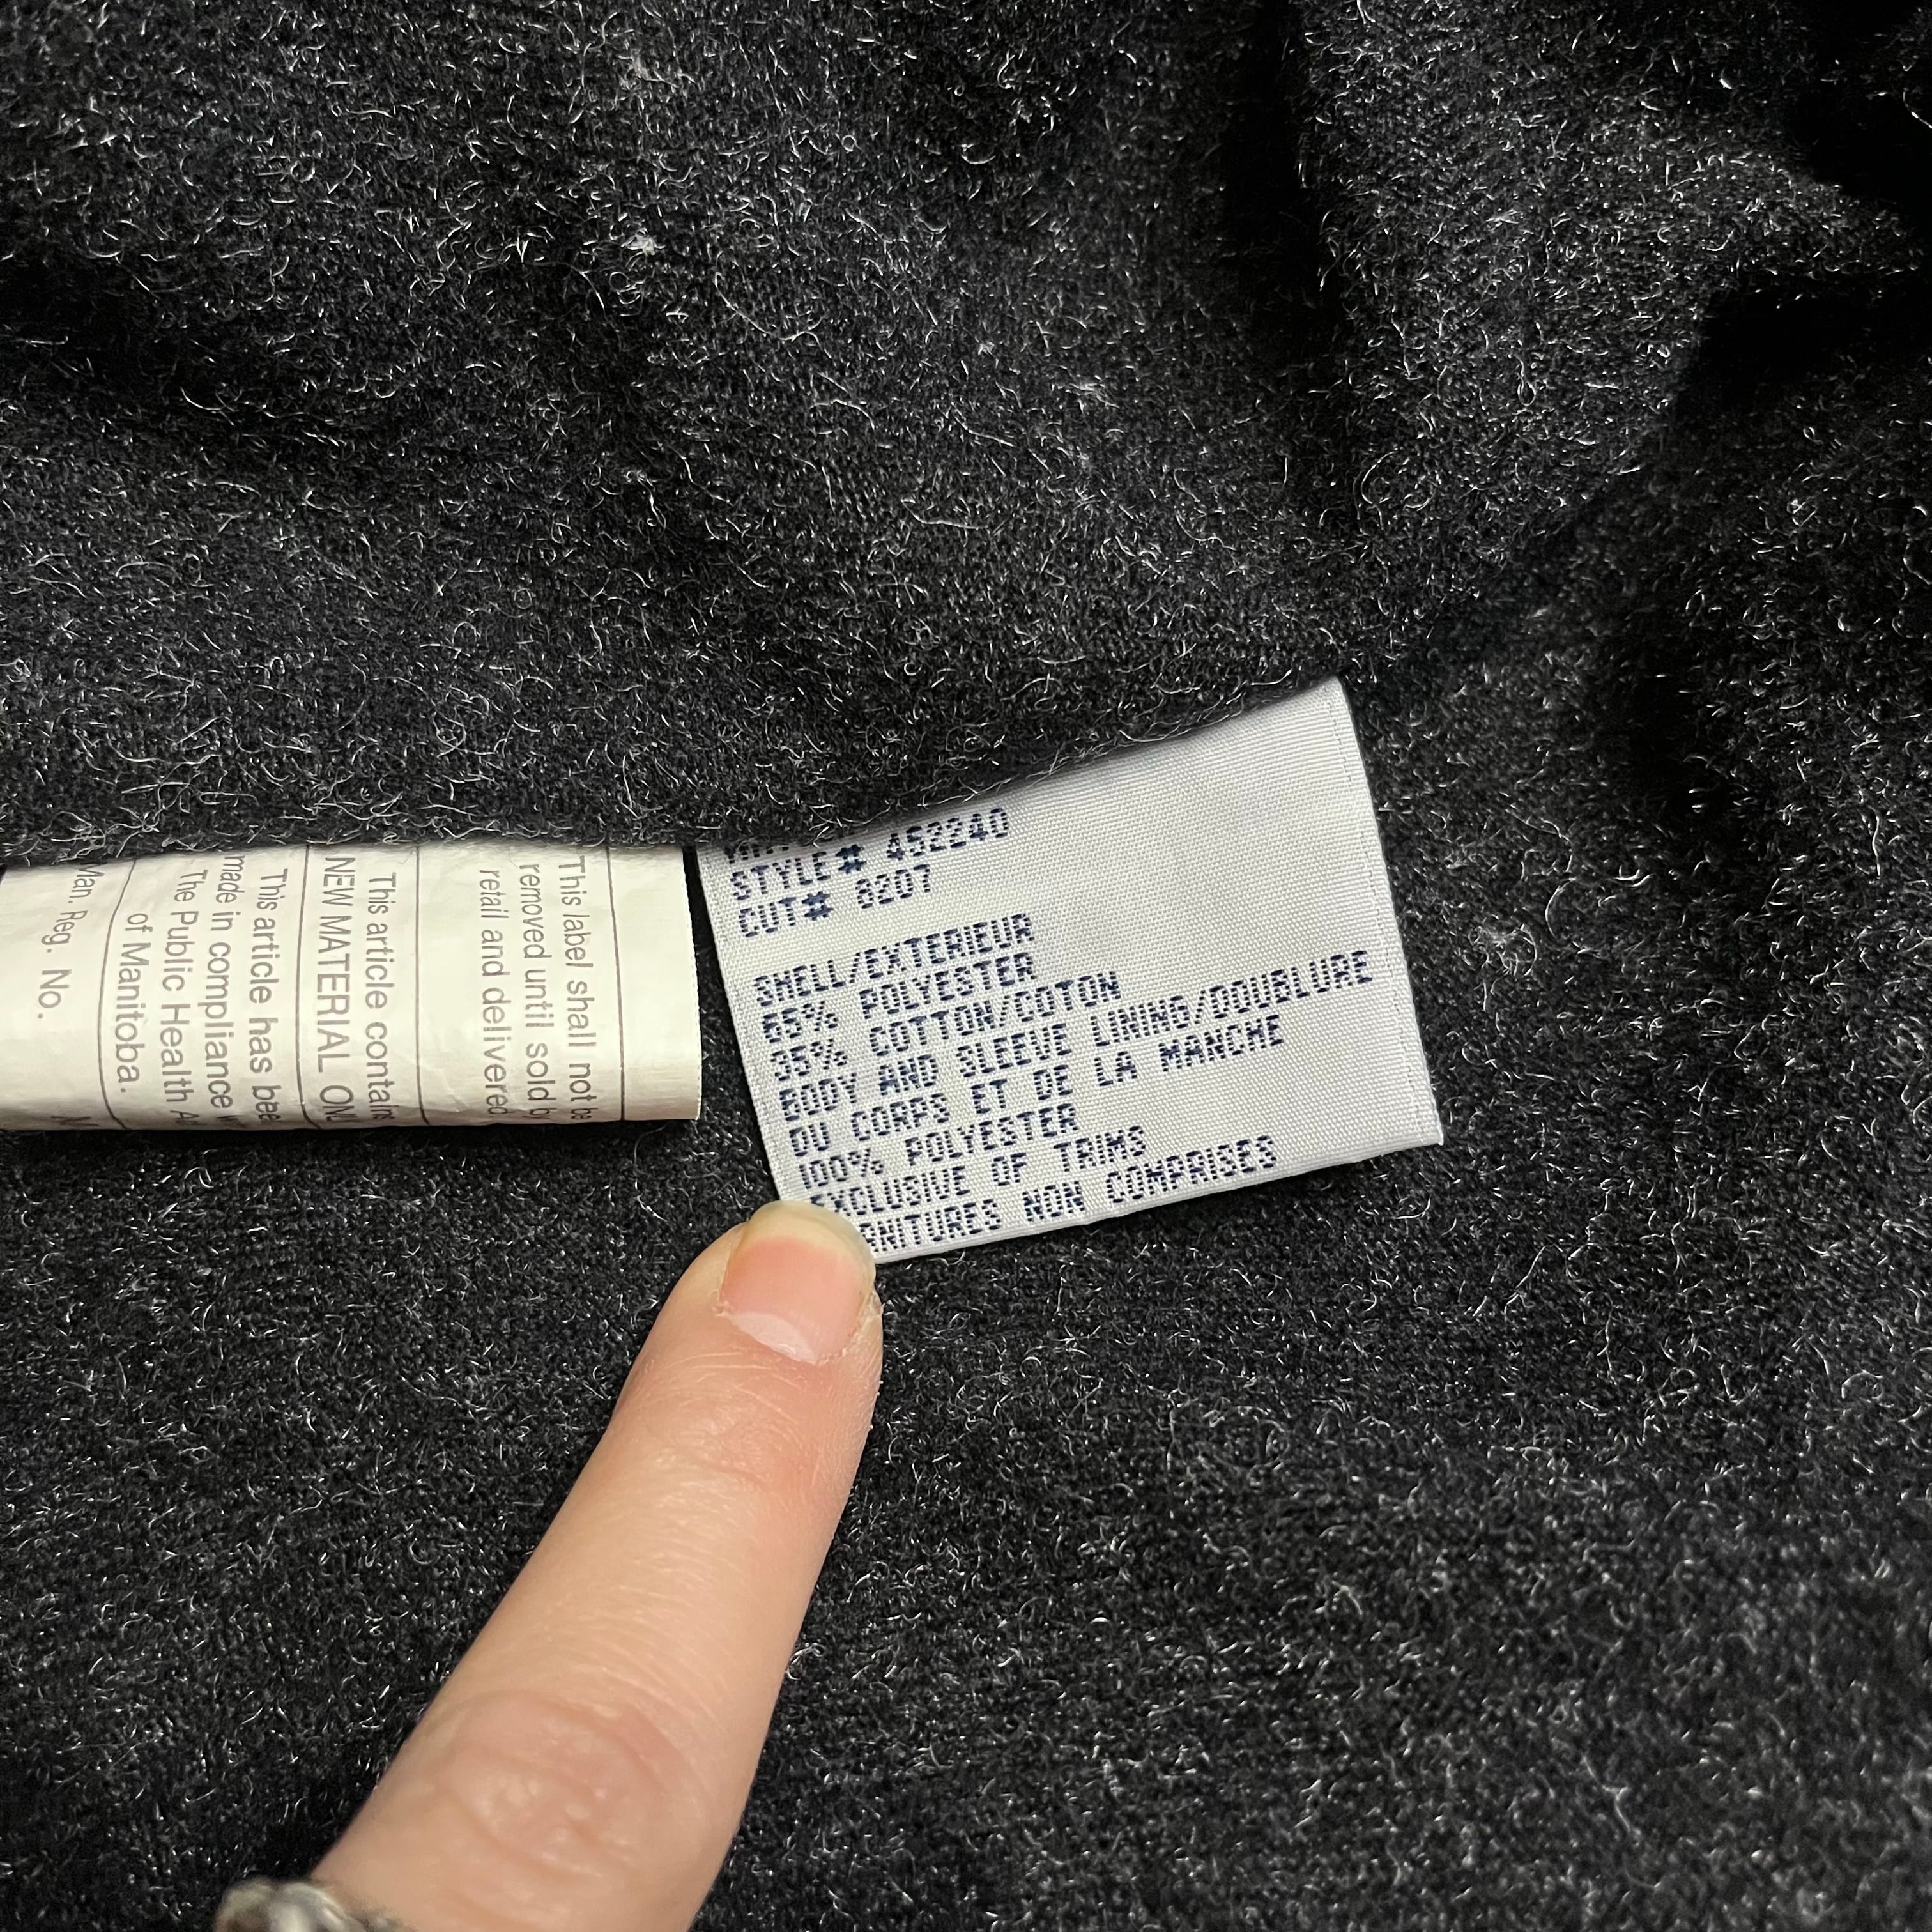 STYLE# 452240
CUT# 8207
SHELL/EXTERIEUR
65% POLYESTER
35% COTTON/COTON
BODY AND SLEEVE LINING/DOUBLURE
DU CORPS ET DE LA MANCHE
100% POLYESTER
EXCLUSIVE OF TRIMS
ANITURES NON COMPRISES
This label shall not be
removed until sold by
retail and delivered
This article contains
NEW MATERIAL ONL
This article has bee
made in compliance w
The Public Health A
of Manitoba.
Man. Reg. No.